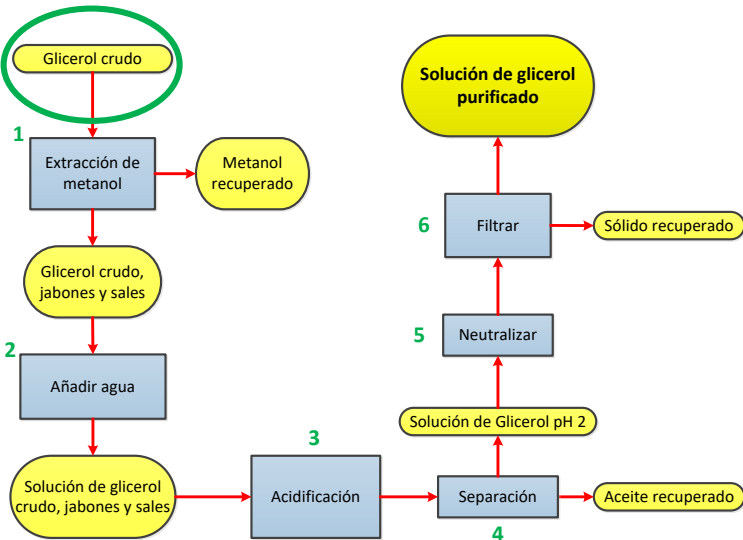 Glicerol crudo
1
Extracción de
metanol
Metanol
recuperado
Glicerol crudo,
jabones y sales
2
Añadir agua
Solución de glicerol
crudo, jabones y sales
3
Acidificación
Separación
4
Aceite recuperado
Solución de Glicerol pH 2
5
Neutralizar
6
Filtrar
Sólido recuperado
Solución de glicerol
purificado